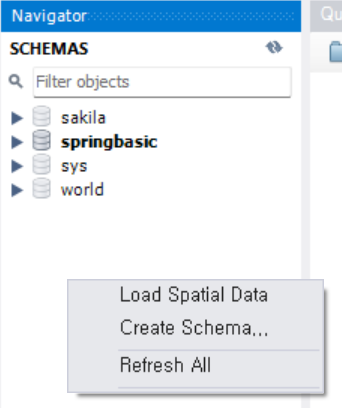 Navigator
Qu
SCHEMAS
Filter objects
sakila
springbasic
sys
world
Load Spatial Data
Create Schema...
Refresh All